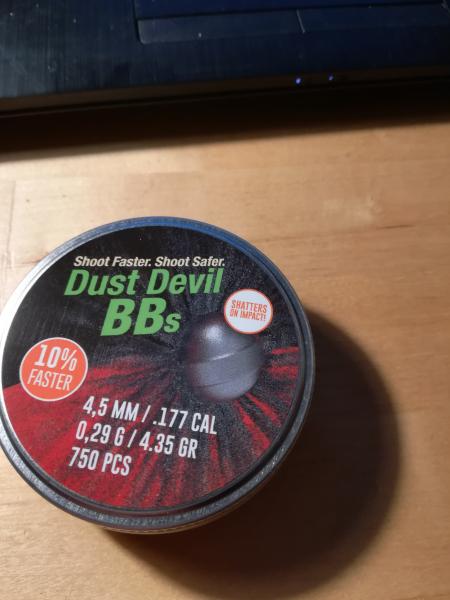 Shoot Faster. Shoot Safer.
Dust Devil
BBs
SHATTERS
ON IMPACT!
10%
FASTER
4,5 MM / .177 CAL
0,29 G / 4.35 GR
750 PCS